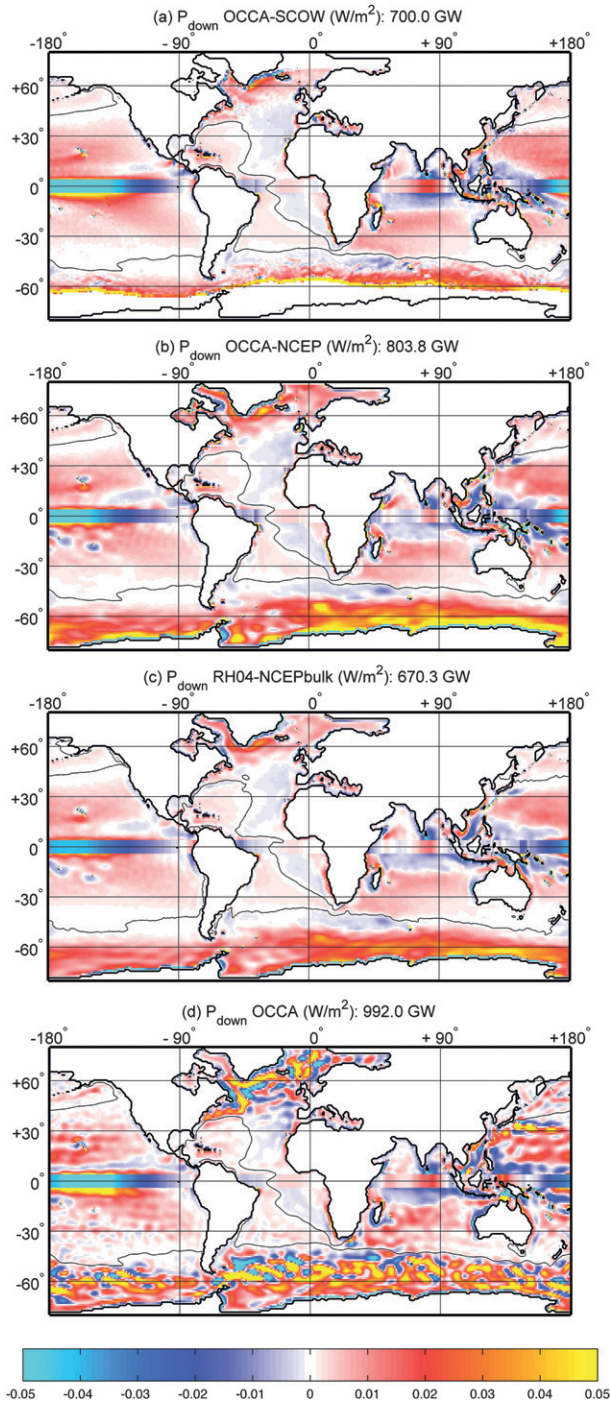 (a) P_down OCCA-SCOW (W/m²): 700.0 GW
-180° -90° 0° + 90° +180°
+60°
+30°
0°
-30°
-60°
(b) P_down OCCA-NCEP (W/m²): 803.8 GW
-180° -90° 0° + 90° +180°
+60°
+30°
0°
-30°
-60°
(c) P_down RH04-NCEPbulk (W/m²): 670.3 GW
-180° -90° 0° + 90° +180°
+60°
+30°
0°
-30°
-60°
(d) P_down OCCA (W/m²): 992.0 GW
-180° -90° 0° + 90° +180°
+60°
+30°
0°
-30°
-60°
-0.05 -0.04 -0.03 -0.02 -0.01 0 0.01 0.02 0.03 0.04 0.05